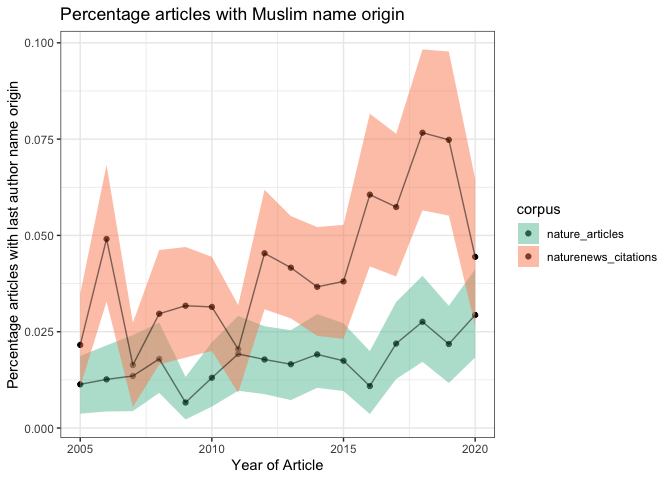 Percentage articles with Muslim name origin
Percentage articles with last author name origin
0.100
0.075
0.050
0.025
0.000
2005
2010
2015
2020
Year of Article
corpus
nature_articles
naturenews_citations